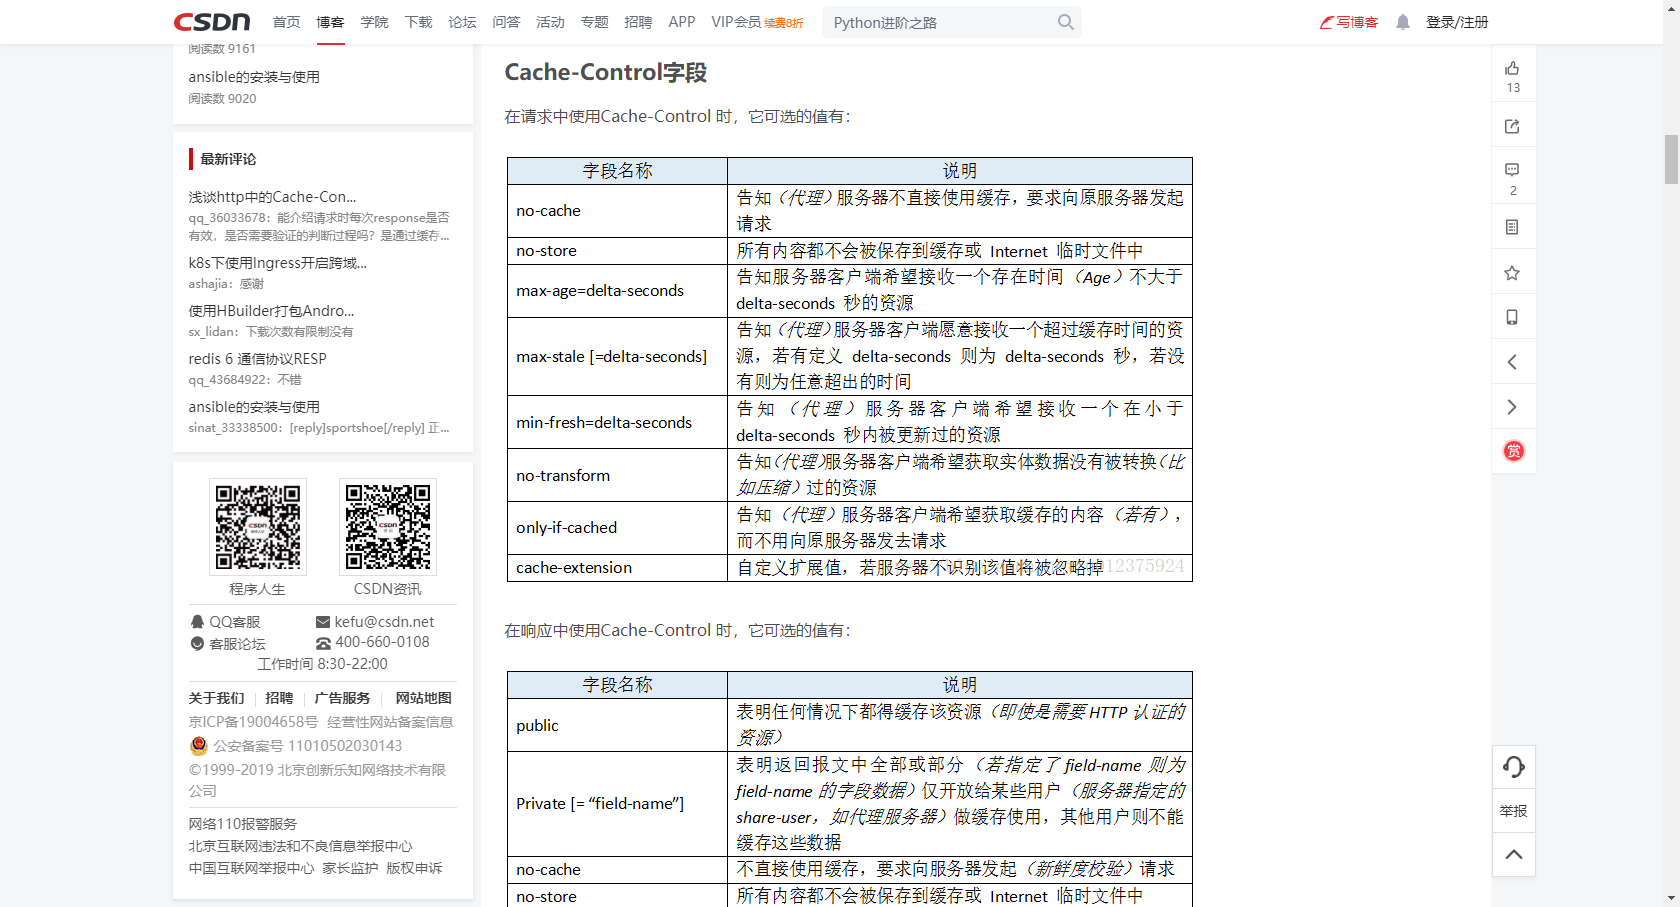 CSDN 首页 博客 学院 下载 论坛 问答 活动 专题 招聘 APP VIP会员 续费8折 Python进阶之路 写博客 登录/注册
阅读数 9161
ansible的安装与使用
阅读数 9020
最新评论
浅谈http中的Cache-Con...
qq_36033678：能介绍请求时每次response是否
有效，是否需要验证的判断过程吗？是通过缓存...
k8s下使用Ingress开启跨域...
ashajia：感谢
使用HBuilder打包Andro...
sx_lidan：下载次数有限制没有
redis 6 通信协议RESP
qq_43684922：不错
ansible的安装与使用
sinat_33338500：[reply]sportshoe[/reply] 正...
程序人生 CSDN资讯
QQ客服 kefu@csdn.net
客服论坛 400-660-0108
工作时间 8:30-22:00
关于我们 招聘 广告服务 网站地图
京ICP备19004658号 经营性网站备案信息
公安备案号 11010502030143
©1999-2019 北京创新乐知网络技术有限
公司
网络110报警服务
北京互联网违法和不良信息举报中心
中国互联网举报中心 家长监护 版权申诉
Cache-Control字段
在请求中使用Cache-Control 时，它可选的值有：
字段名称 说明
no-cache 告知（代理）服务器不直接使用缓存，要求向原服务器发起
请求
no-store 所有内容都不会被保存到缓存或 Internet 临时文件中
max-age=delta-seconds 告知服务器客户端希望接收一个存在时间（Age）不大于
delta-seconds 秒的资源
max-stale [=delta-seconds] 告知（代理）服务器客户端愿意接收一个超过缓存时间的资
源，若有定义 delta-seconds 则为 delta-seconds 秒，若没
有则为任意超出的时间
min-fresh=delta-seconds 告知（代理）服务器客户端希望接收一个在小于
delta-seconds 秒内被更新过的资源
no-transform 告知（代理）服务器客户端希望获取实体数据没有被转换（比
如压缩）过的资源
only-if-cached 告知（代理）服务器客户端希望获取缓存的内容（若有），
而不用向原服务器发去请求
cache-extension 自定义扩展值，若服务器不识别该值将被忽略掉 12375924
在响应中使用Cache-Control 时，它可选的值有：
字段名称 说明
public 表明任何情况下都得缓存该资源（即使是需要 HTTP 认证的
资源）
Private [= “field-name”] 表明返回报文中全部或部分（若指定了 field-name 则为
field-name 的字段数据）仅开放给某些用户（服务器指定的
share-user，如代理服务器）做缓存使用，其他用户则不能
缓存这些数据
no-cache 不直接使用缓存，要求向服务器发起（新鲜度校验）请求
no-store 所有内容都不会被保存到缓存或 Internet 临时文件中
13
2
赏
举报